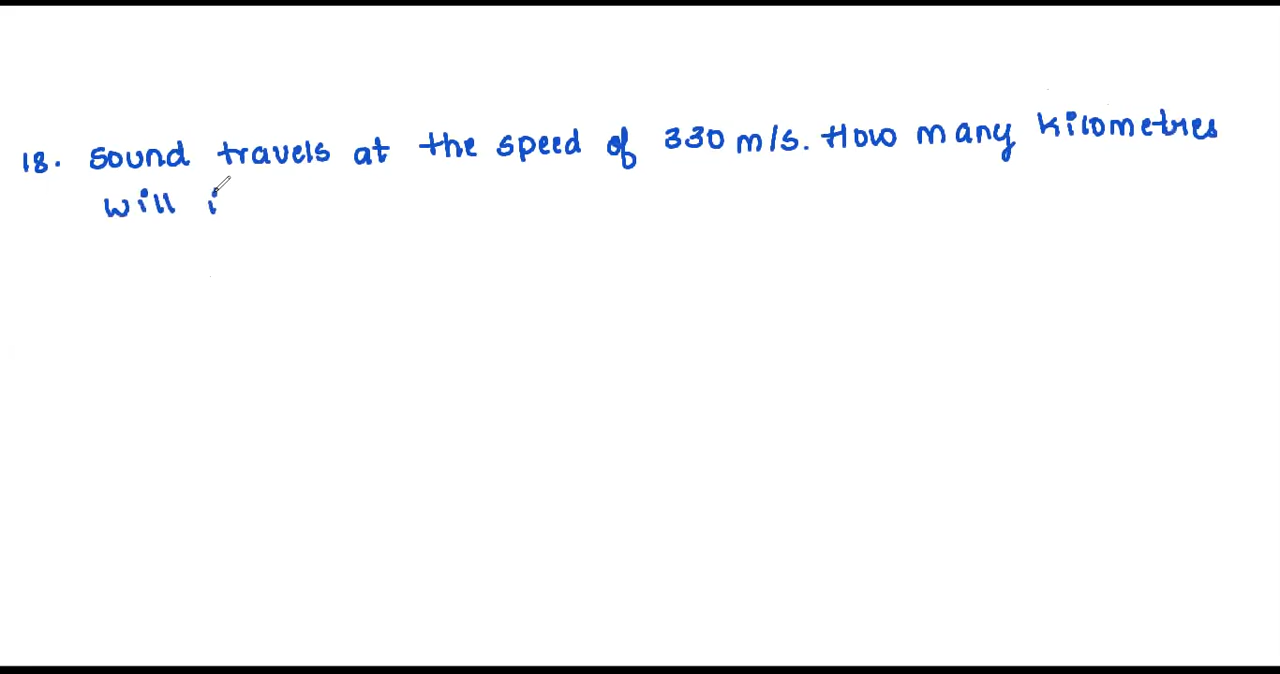 18. Sound travels at the speed of 330 m/s. How many kilometres
will i